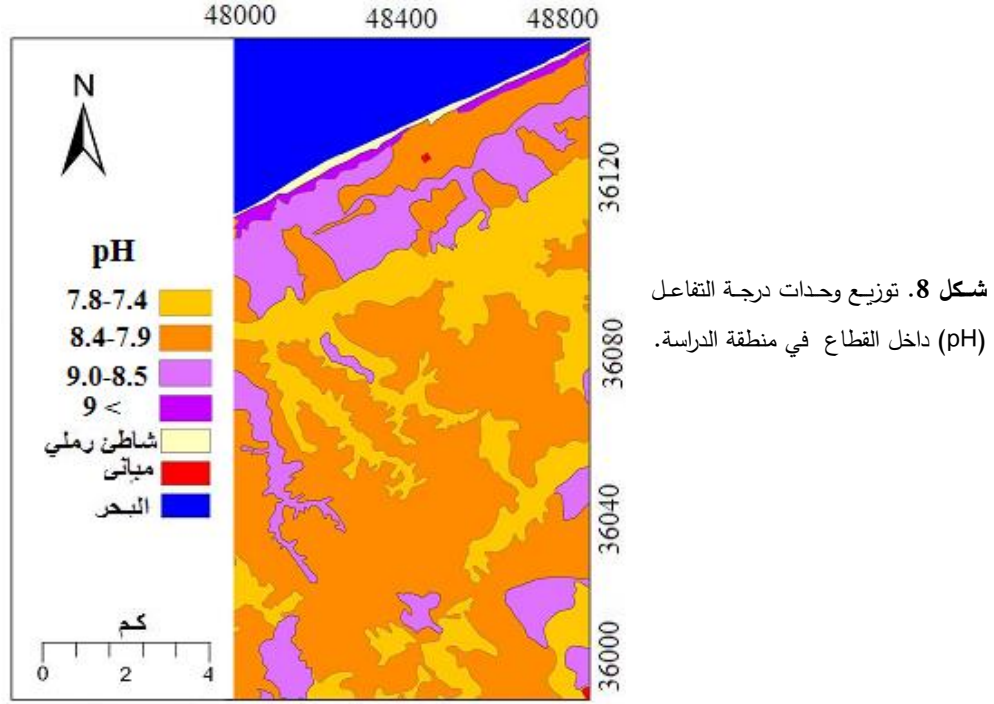 48000 48400 48800
N
pH
7.8-7.4
8.4-7.9
9.0-8.5
9 <
شاطئ رملي
مباني
البحر
كم
0 2 4
36120
36080
36040
36000
شكل 8. توزيع وحدات درجة التفاعل
(pH) داخل القطاع في منطقة الدراسة.